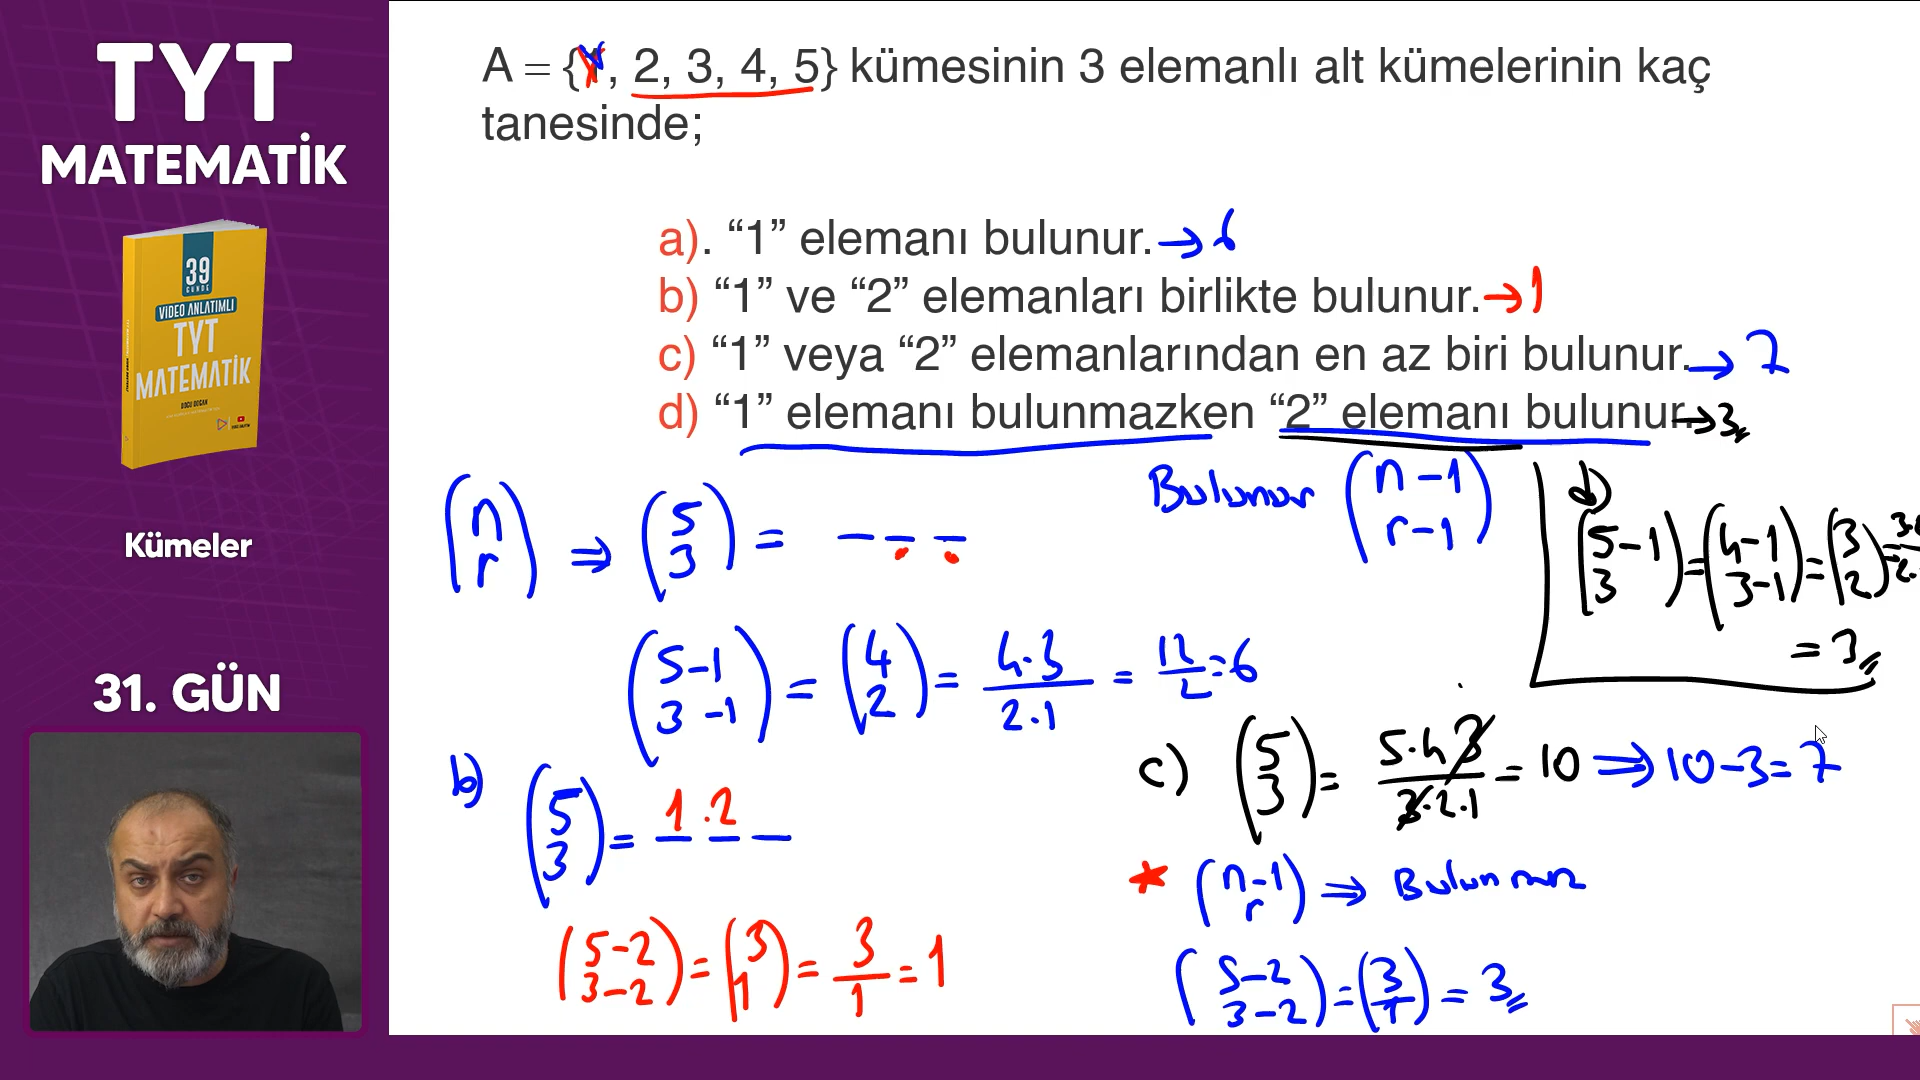 TYT
MATEMATİK
39
GÜNDE
VİDEO ANLATIMLI
TYT
MATEMATİK
Kümeler
31. GÜN
A = {1, 2, 3, 4, 5} kümesinin 3 elemanlı alt kümelerinin kaç
tanesinde;
a). “1” elemanı bulunur. → 6
b) “1” ve “2” elemanları birlikte bulunur. → 1
c) “1” veya “2” elemanlarından en az biri bulunur. → 7
d) “1” elemanı bulunmazken “2” elemanı bulunur. → 3
(n r) ⇒ (5 3) = _ _ _
Bulunur (n-1 r-1)
(5-1 3-1) = (4 2) = 4·3 / 2·1 = 12/2 = 6
b) (5 3) = 1 · 2 _
(5-2 3-2) = (3 1) = 3/1 = 1
d)
(5-1 3) = (4-1 3-1) = (3 2)
= 3
c) (5 3) = 5·4·3 / 3·2·1 = 10 ⇒ 10-3=7
* (n-1 r) ⇒ Bulunmaz
(5-2 3-2) = (3 1) = 3